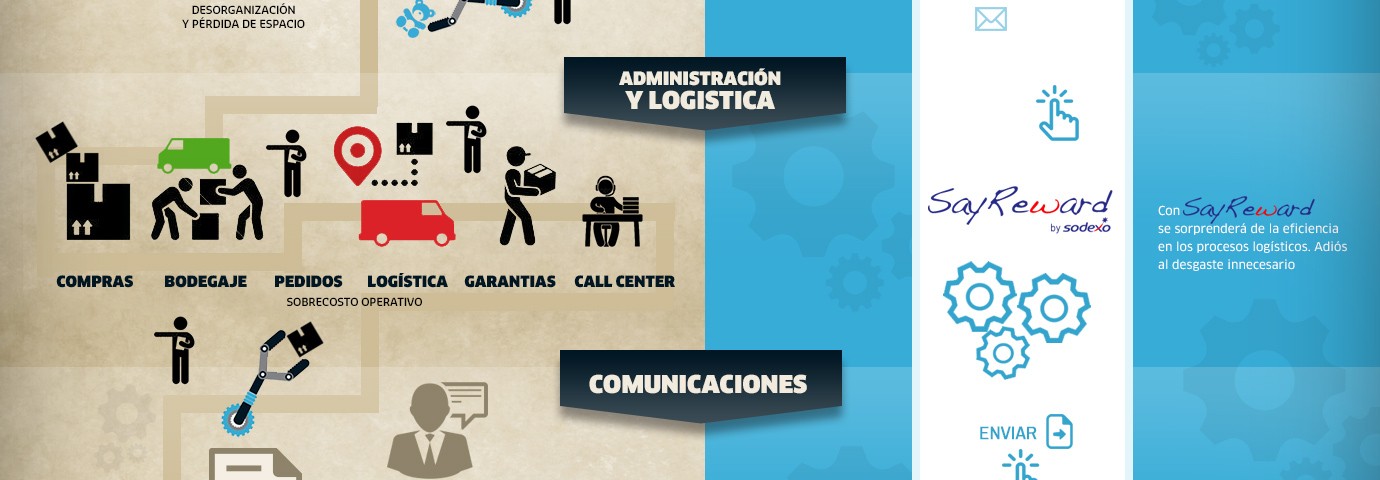 DESORGANIZACIÓN
Y PÉRDIDA DE ESPACIO
ADMINISTRACIÓN
Y LOGISTICA
COMPRAS
BODEGAJE
PEDIDOS
LOGÍSTICA
GARANTIAS
CALL CENTER
SOBRECOSTO OPERATIVO
SayReward
by sodexo
Con SayReward
se sorprenderá de la eficiencia
en los procesos logísticos. Adiós
al desgaste innecesario
COMUNICACIONES
ENVIAR